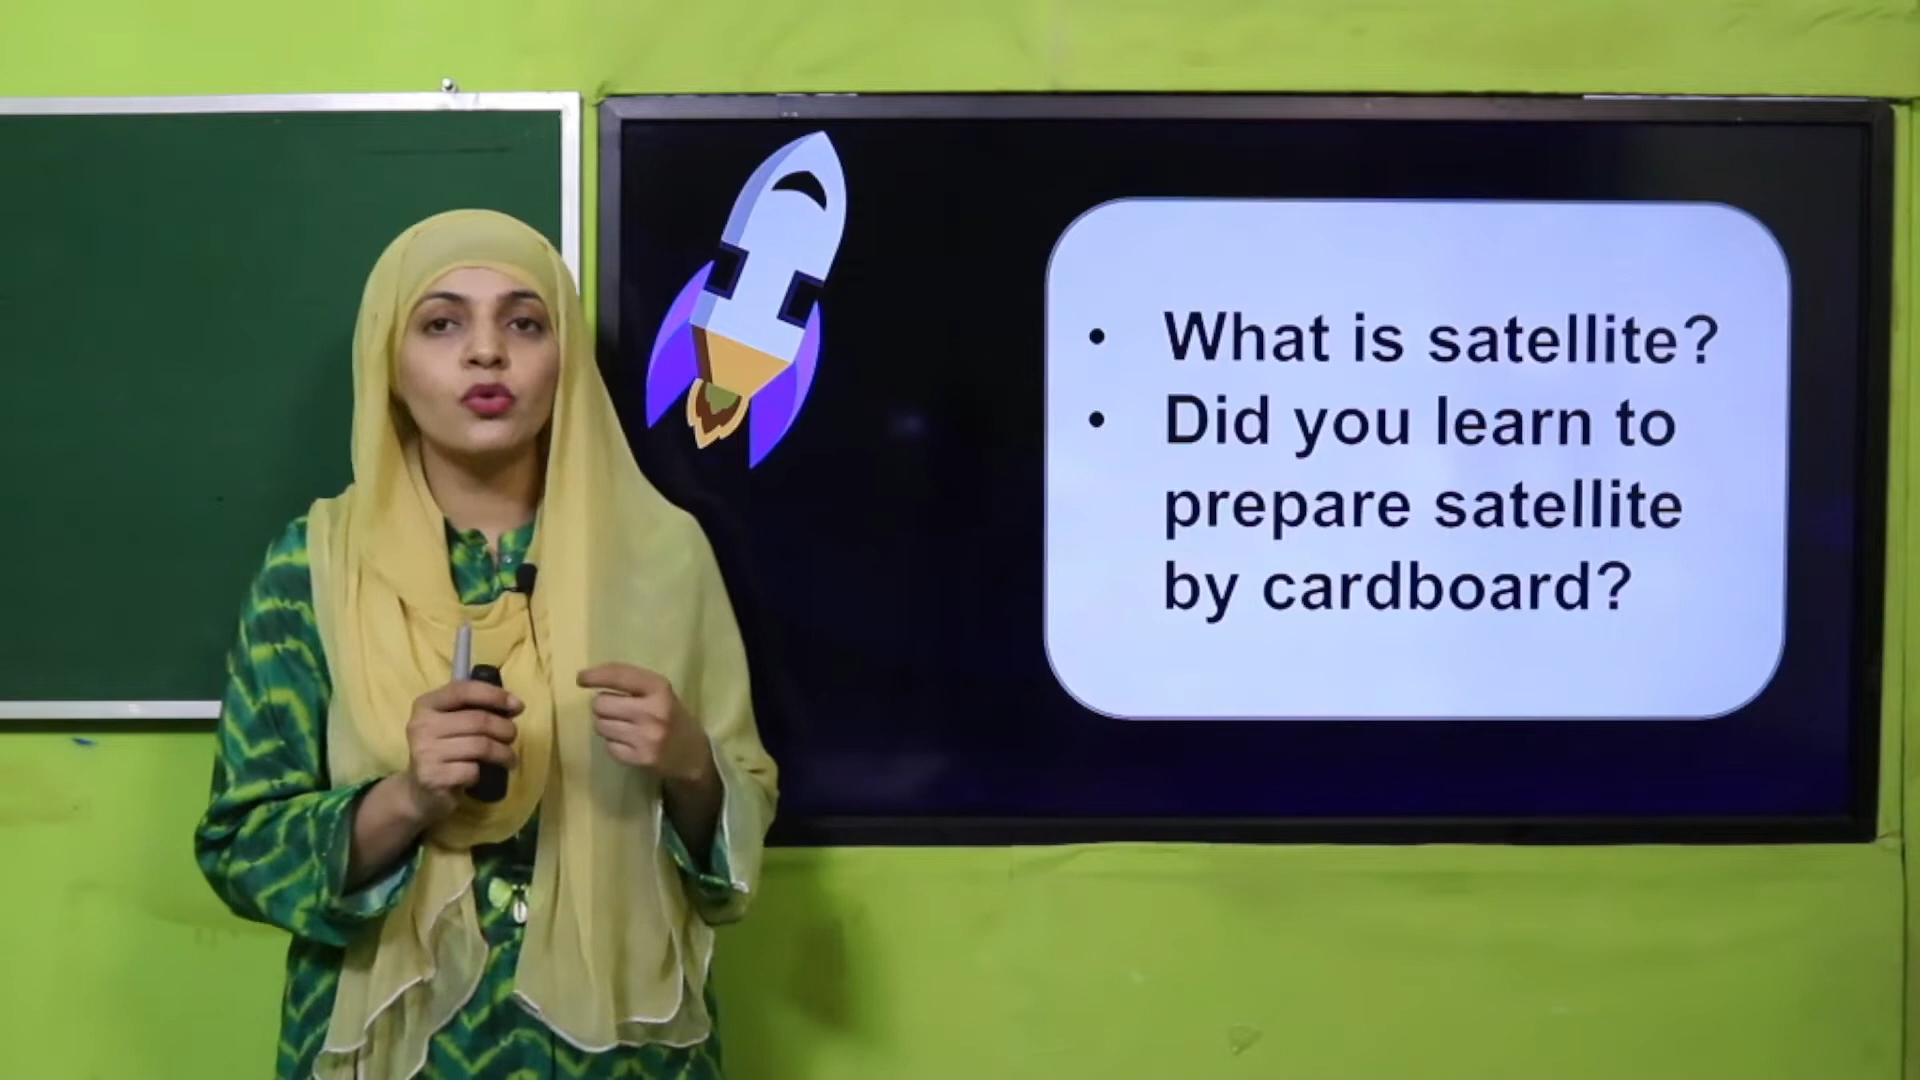 • What is satellite?
• Did you learn to
prepare satellite
by cardboard?